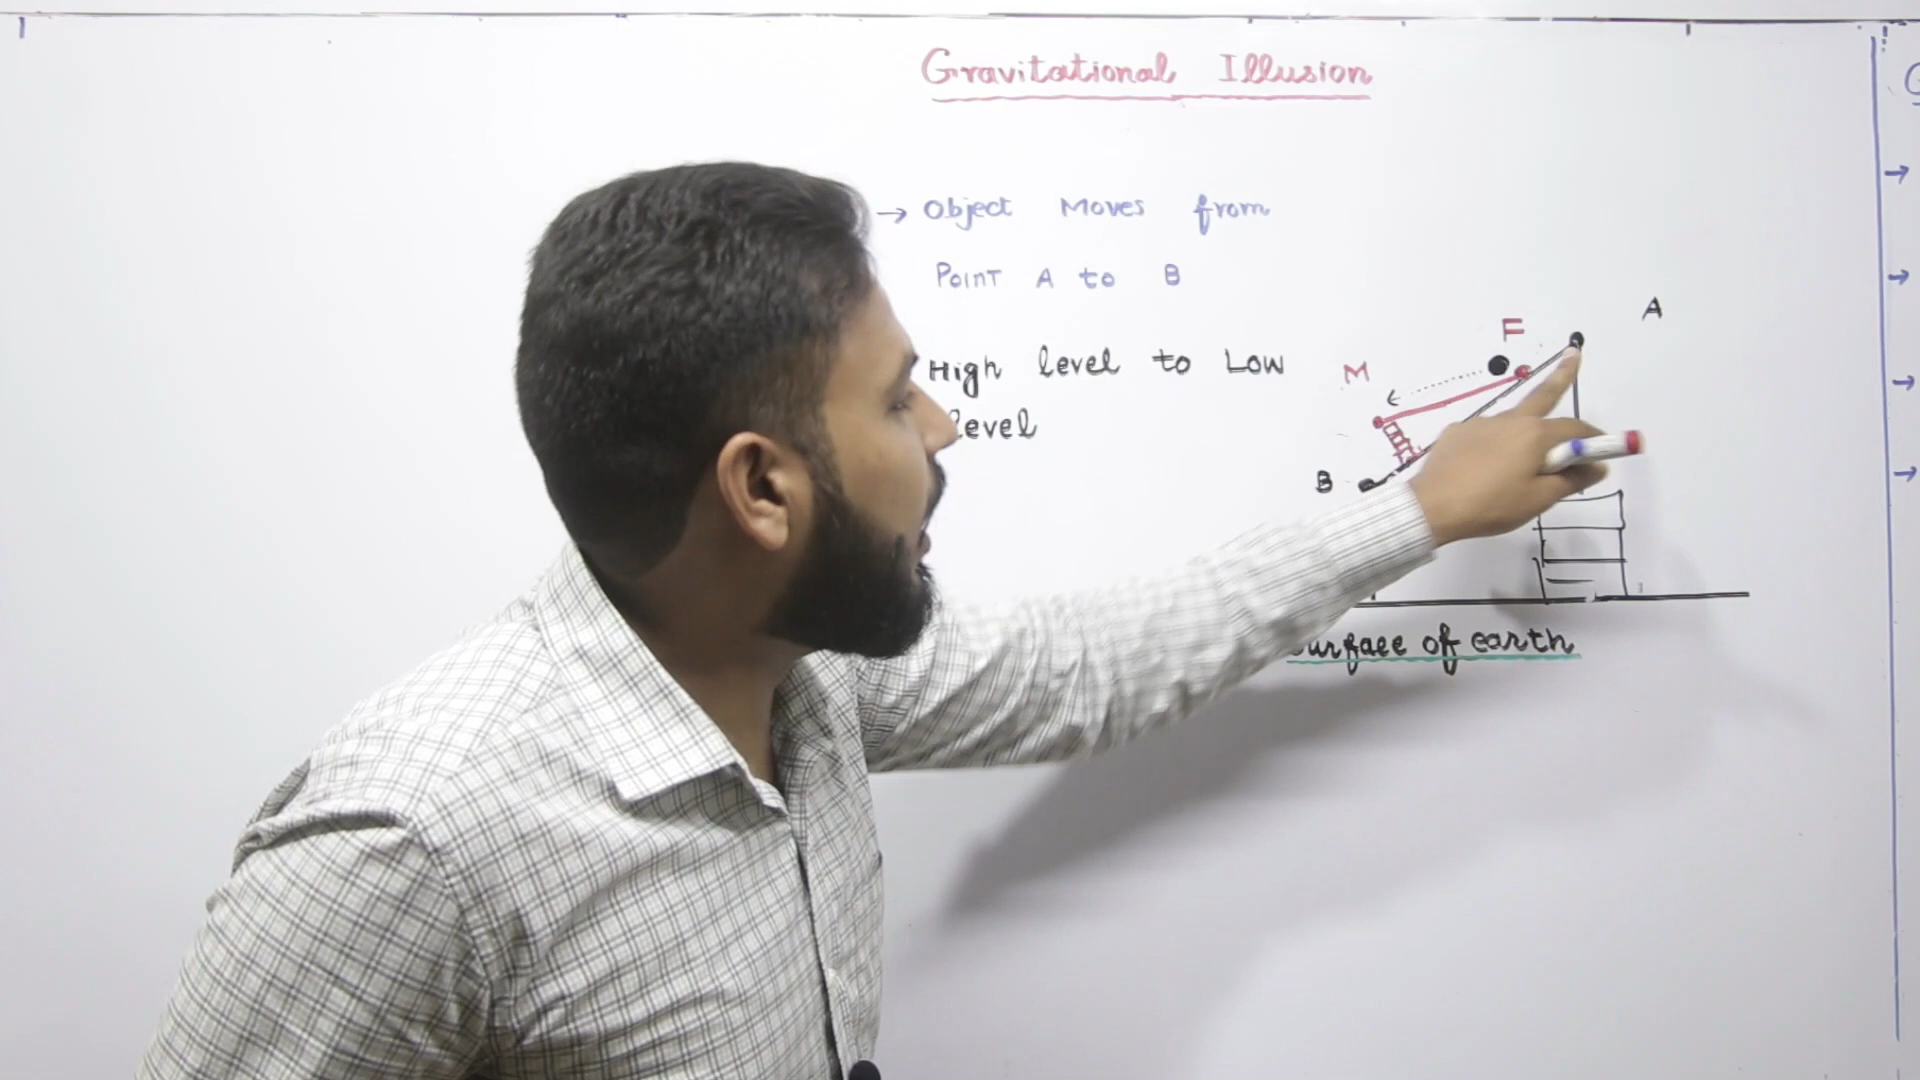 Gravitational Illusion
→ Object Moves from
Point A to B
High level to Low
level
A
F
M
B
surface of earth